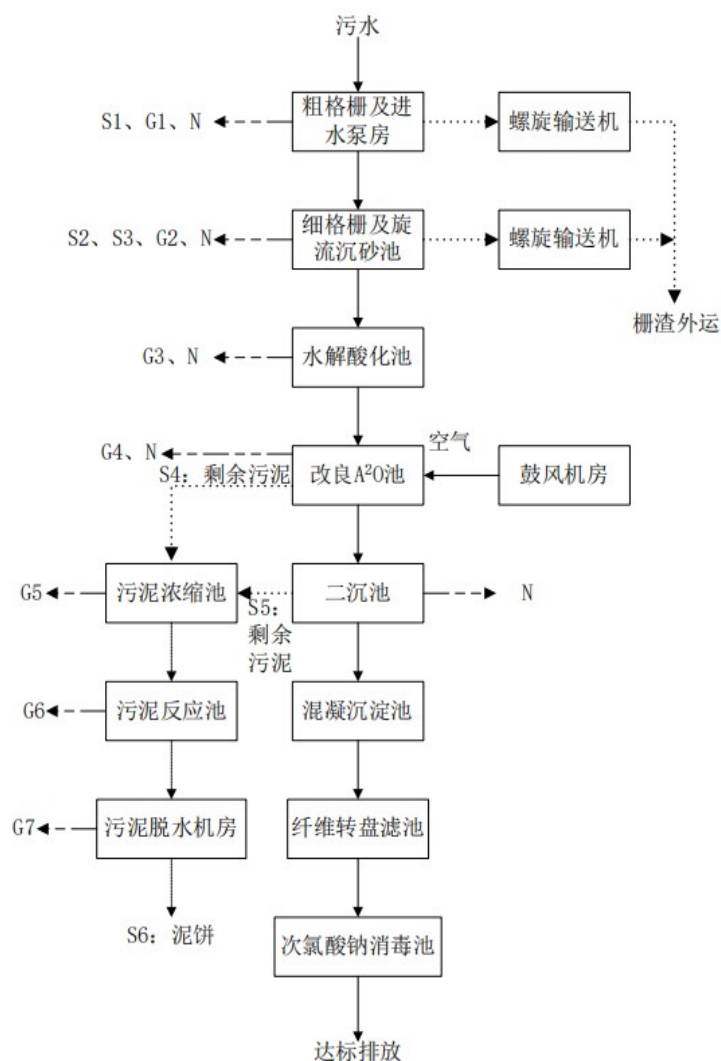 污水
S1、G1、N
粗格栅及进
水泵房
螺旋输送机
S2、S3、G2、N
细格栅及旋
流沉砂池
螺旋输送机
栅渣外运
G3、N
水解酸化池
G4、N
S4：剩余污泥
改良A²O池
空气
鼓风机房
G5
污泥浓缩池
S5：
剩余
污泥
二沉池
N
G6
污泥反应池
混凝沉淀池
G7
污泥脱水机房
纤维转盘滤池
S6：泥饼
次氯酸钠消毒池
达标排放